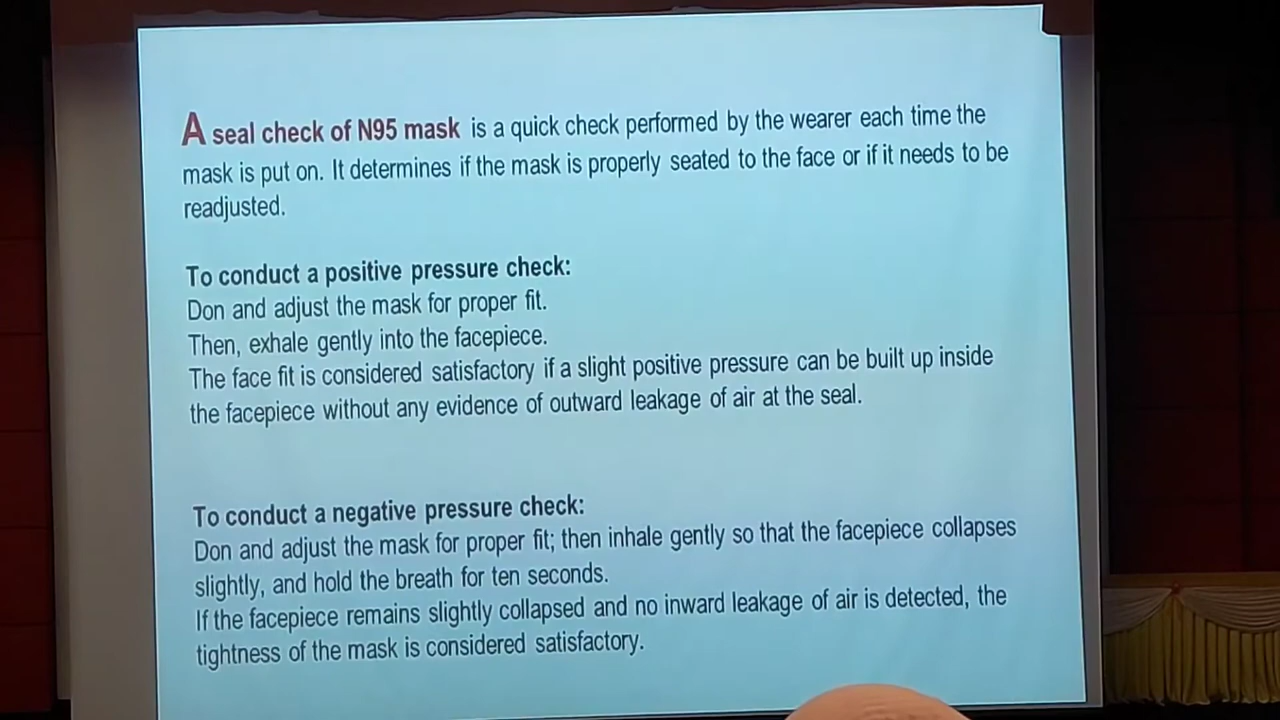 A seal check of N95 mask is a quick check performed by the wearer each time the
mask is put on. It determines if the mask is properly seated to the face or if it needs to be
readjusted.
To conduct a positive pressure check:
Don and adjust the mask for proper fit.
Then, exhale gently into the facepiece.
The face fit is considered satisfactory if a slight positive pressure can be built up inside
the facepiece without any evidence of outward leakage of air at the seal.
To conduct a negative pressure check:
Don and adjust the mask for proper fit; then inhale gently so that the facepiece collapses
slightly, and hold the breath for ten seconds.
If the facepiece remains slightly collapsed and no inward leakage of air is detected, the
tightness of the mask is considered satisfactory.